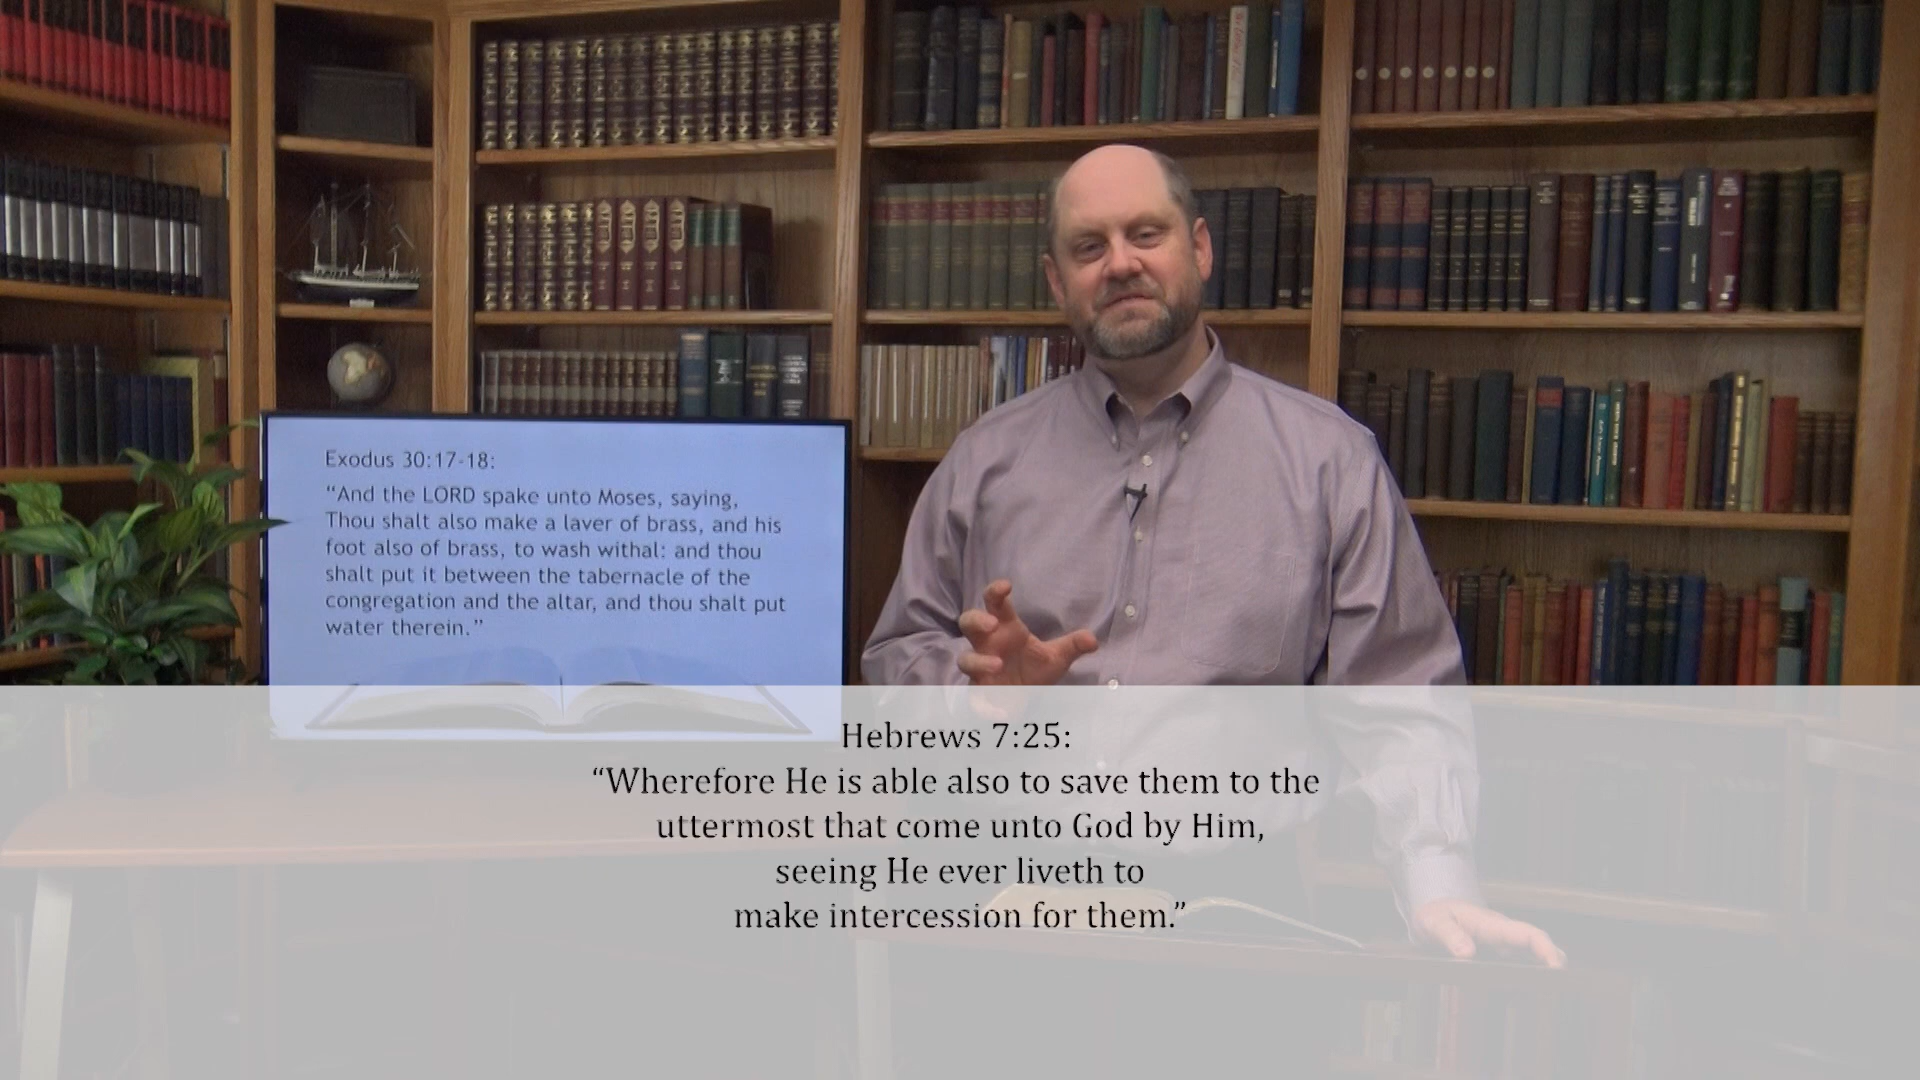 Exodus 30:17-18:
“And the LORD spake unto Moses, saying,
Thou shalt also make a laver of brass, and his
foot also of brass, to wash withal: and thou
shalt put it between the tabernacle of the
congregation and the altar, and thou shalt put
water therein.”
Hebrews 7:25:
“Wherefore He is able also to save them to the
uttermost that come unto God by Him,
seeing He ever liveth to
make intercession for them.”